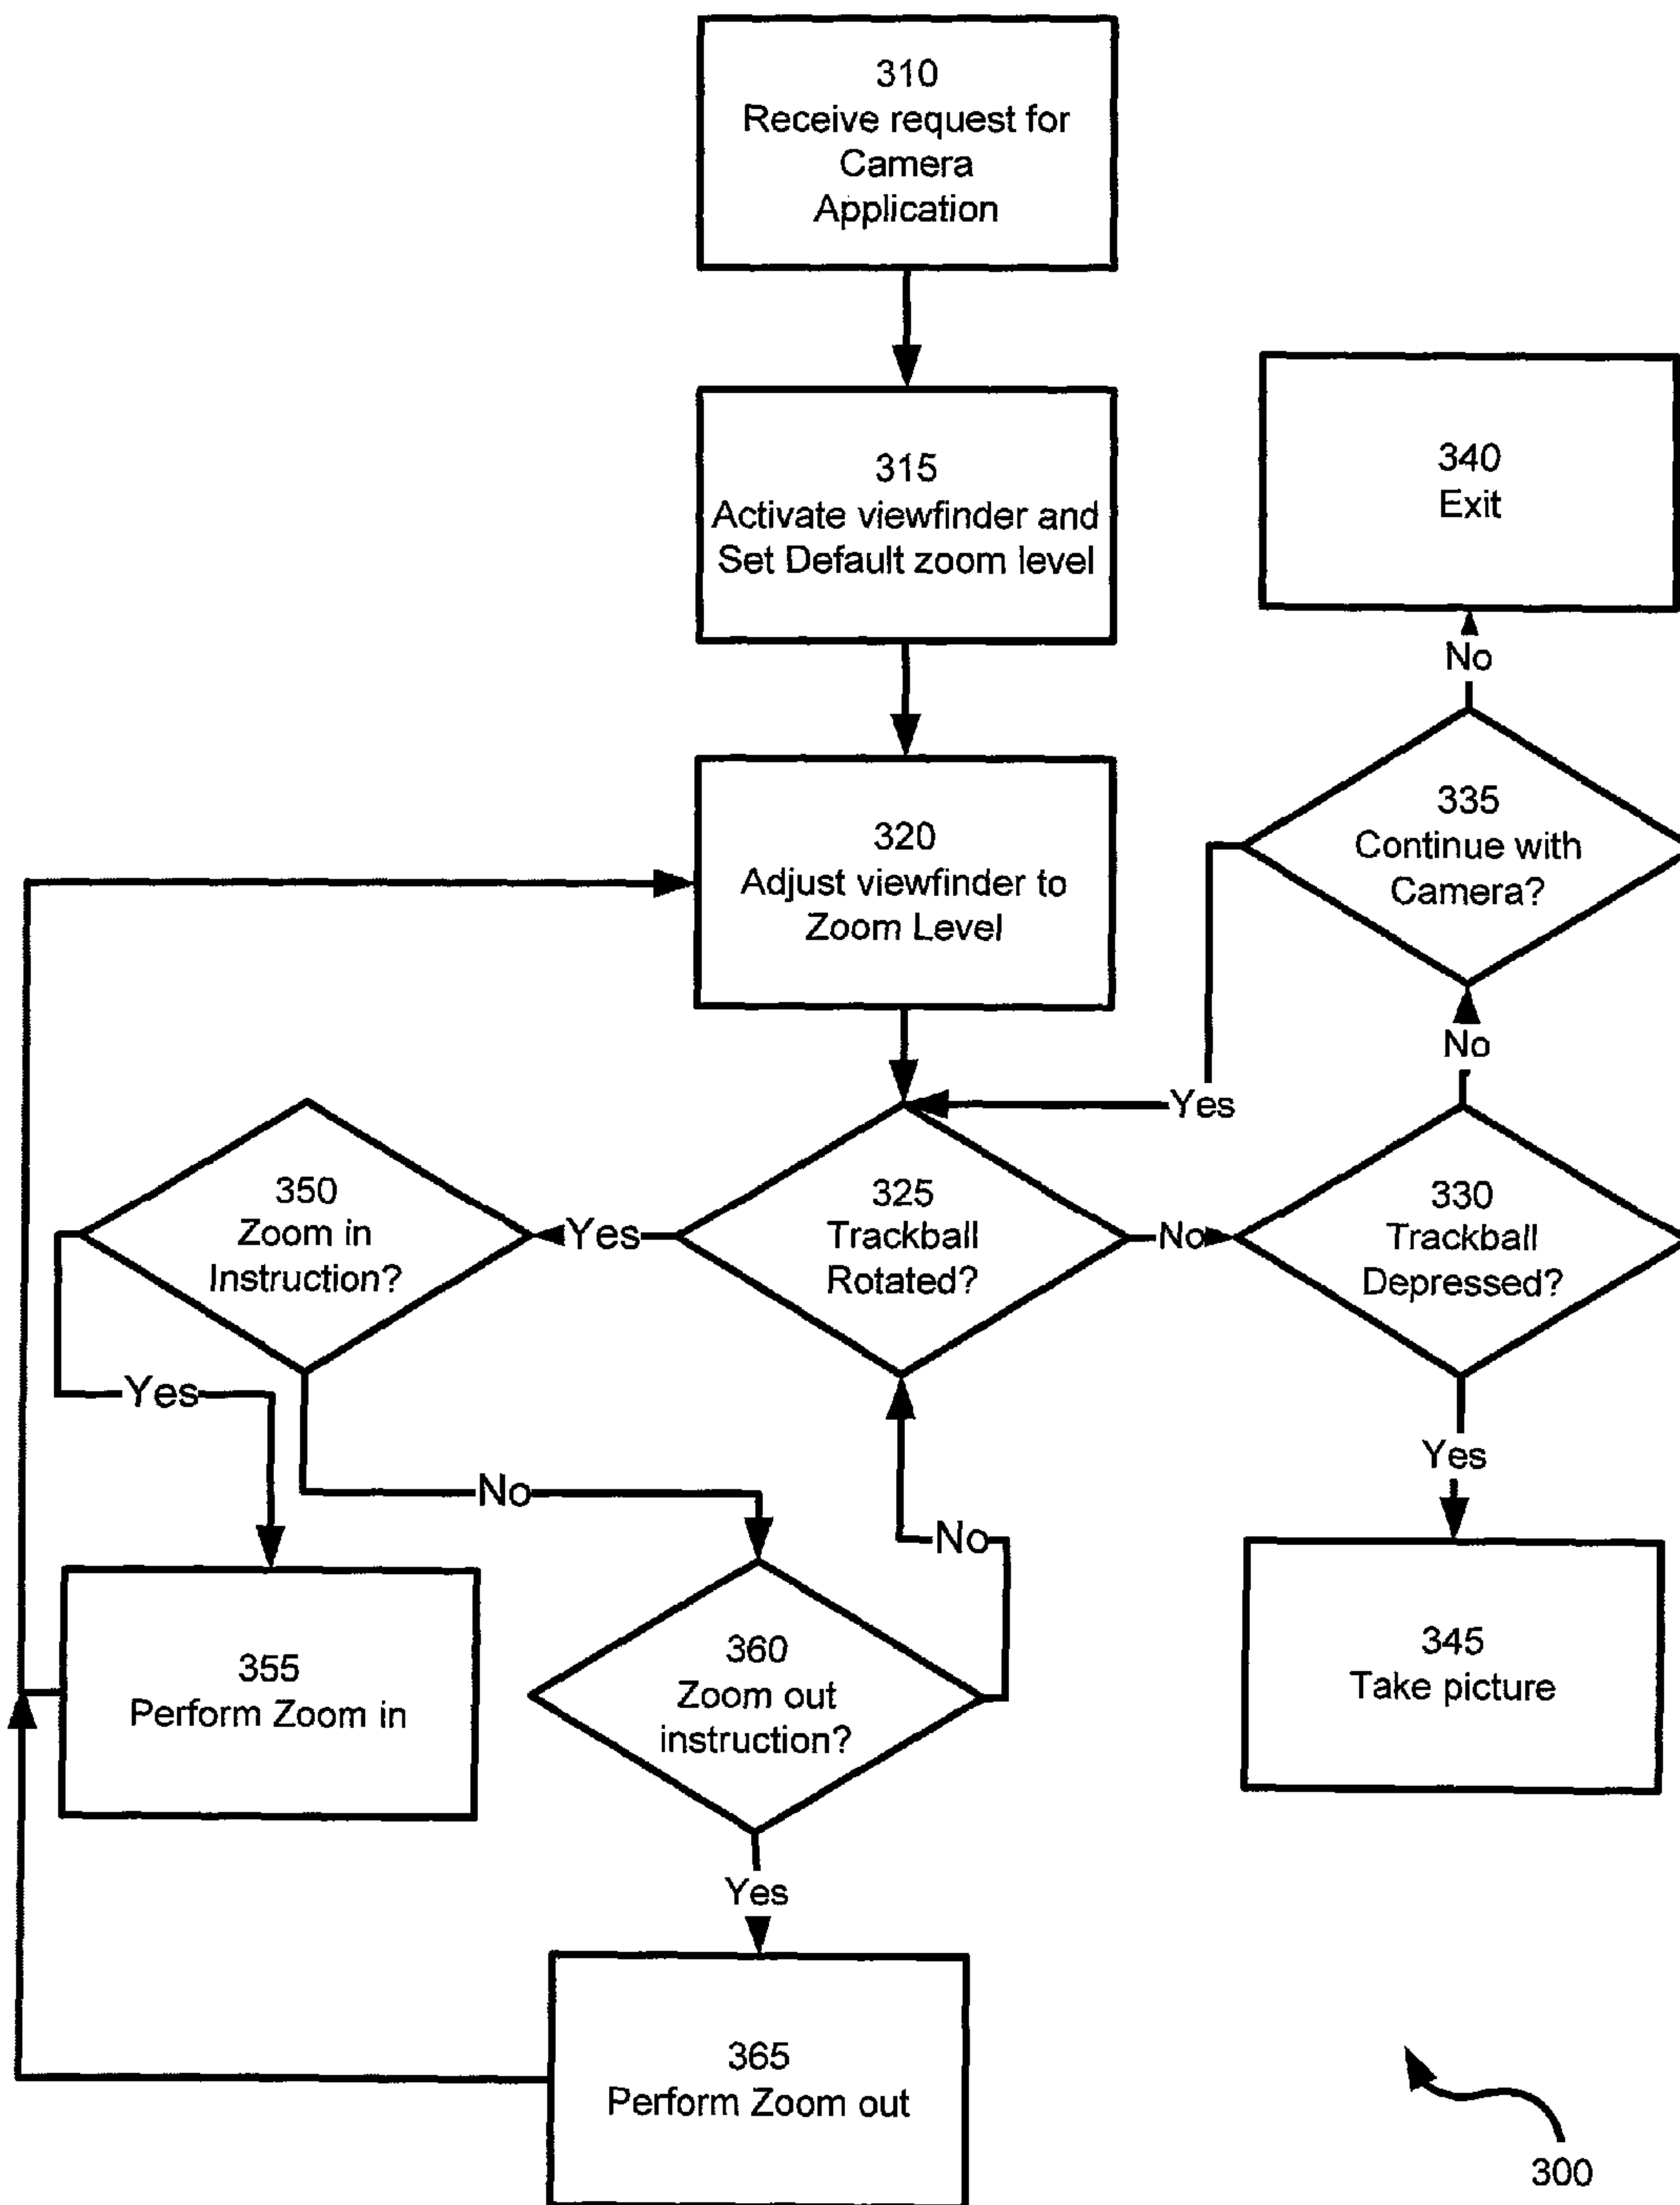 310
Receive request for
Camera
Application
315
Activate viewfinder and
Set Default zoom level
340
Exit
No
320
Adjust viewfinder to
Zoom Level
335
Continue with
Camera?
No
Yes
350
Zoom in
Instruction?
Yes
325
Trackball
Rotated?
No
330
Trackball
Depressed?
Yes
Yes
No
No
355
Perform Zoom in
360
Zoom out
instruction?
345
Take picture
Yes
365
Perform Zoom out
300